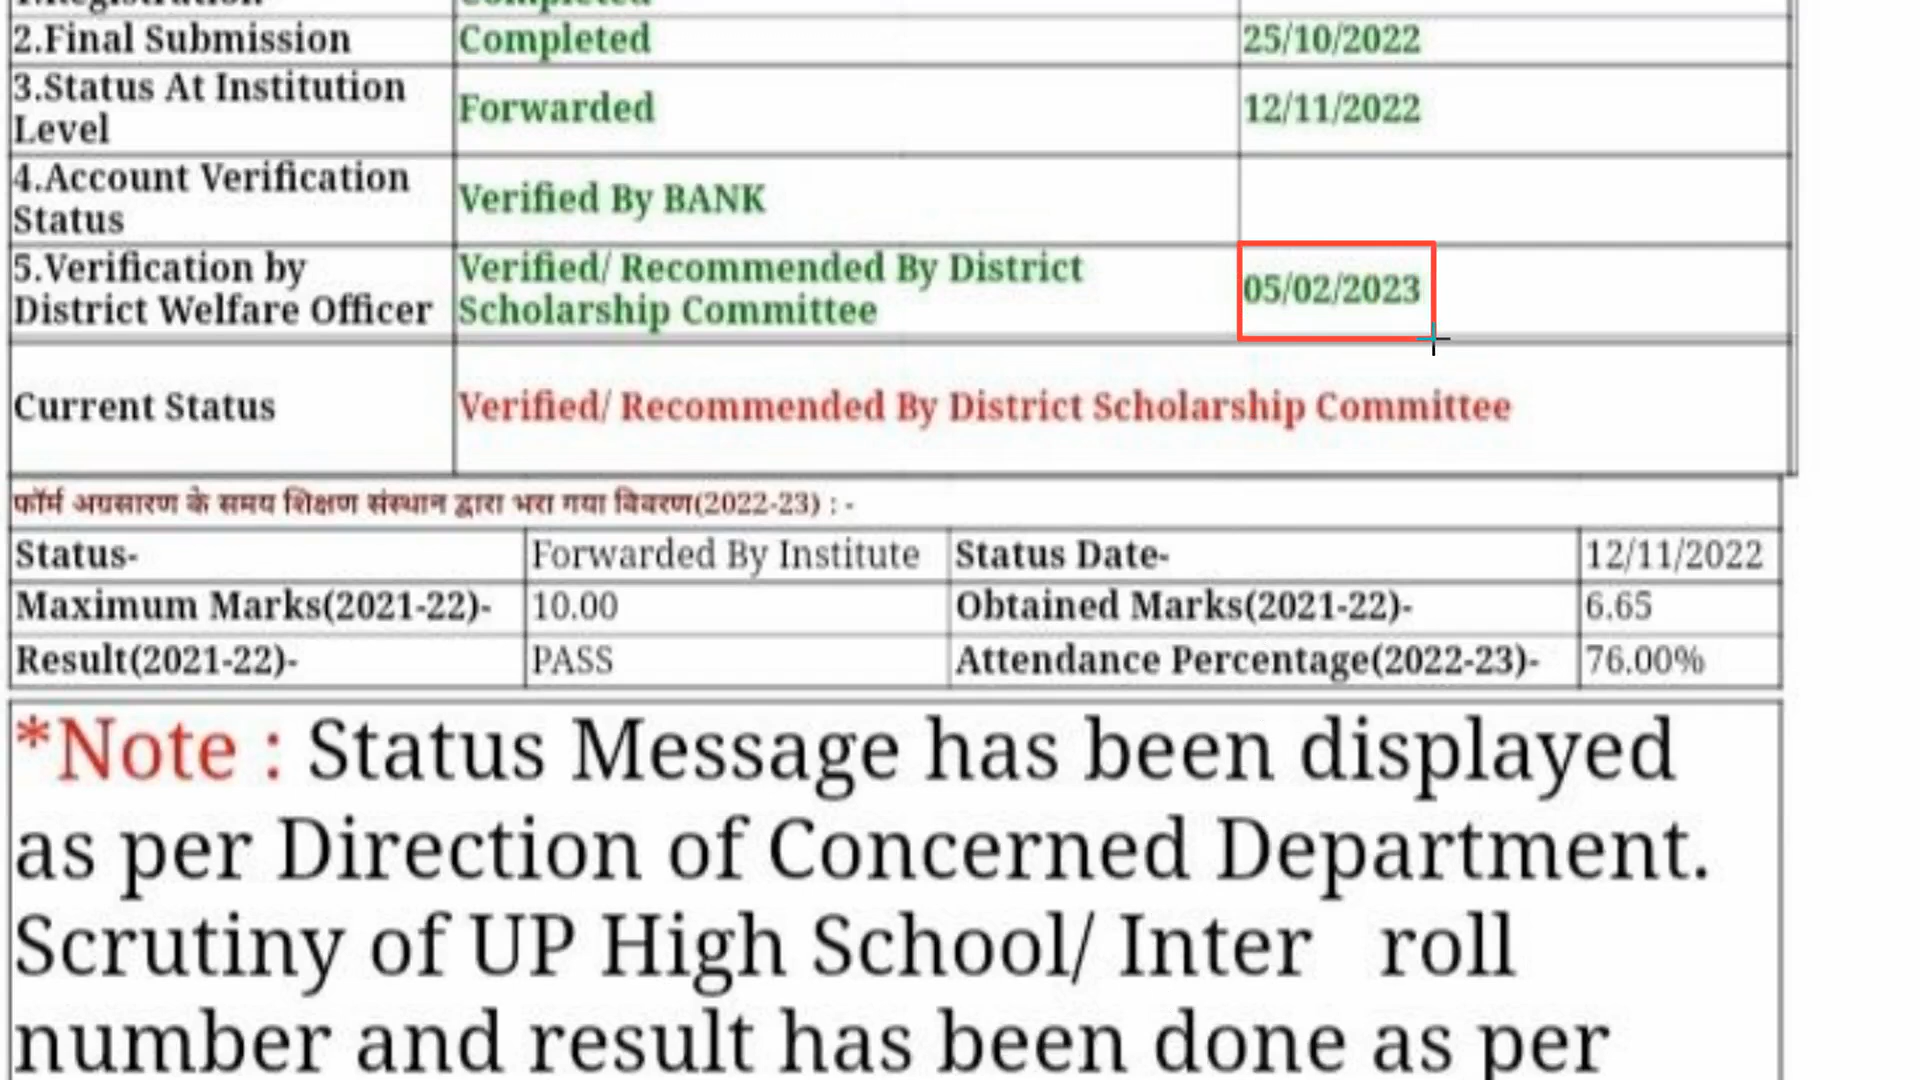 1.Registration Completed
2.Final Submission Completed 25/10/2022
3.Status At Institution
Level
Forwarded 12/11/2022
4.Account Verification
Status
Verified By BANK
5.Verification by
District Welfare Officer
Verified/ Recommended By District
Scholarship Committee
05/02/2023
Current Status Verified/ Recommended By District Scholarship Committee
फॉर्म अग्रसारण के समय शिक्षण संस्थान द्वारा भरा गया विवरण(2022-23) : -
Status- Forwarded By Institute Status Date- 12/11/2022
Maximum Marks(2021-22)- 10.00 Obtained Marks(2021-22)- 6.65
Result(2021-22)- PASS Attendance Percentage(2022-23)- 76.00%
*Note : Status Message has been displayed
as per Direction of Concerned Department.
Scrutiny of UP High School/ Inter roll
number and result has been done as per